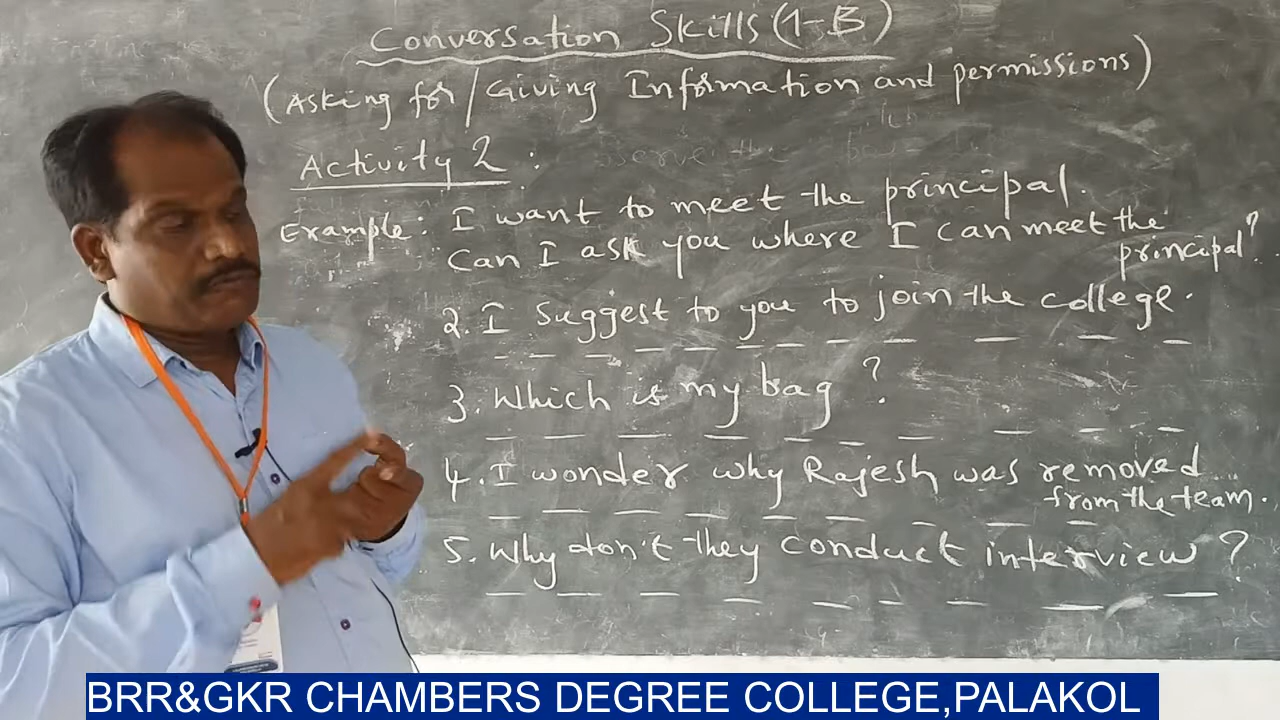 Conversation Skills (1-B)
(Asking for/Giving Information and permissions)
Activity 2 :
Example: I want to meet the principal.
Can I ask you where I can meet the
principal?
2. I suggest to you to join the college.
3. Which is my bag ?
4. I wonder why Rajesh was removed
from the team.
5. Why don't they conduct interview ?
BRR&GKR CHAMBERS DEGREE COLLEGE,PALAKOL